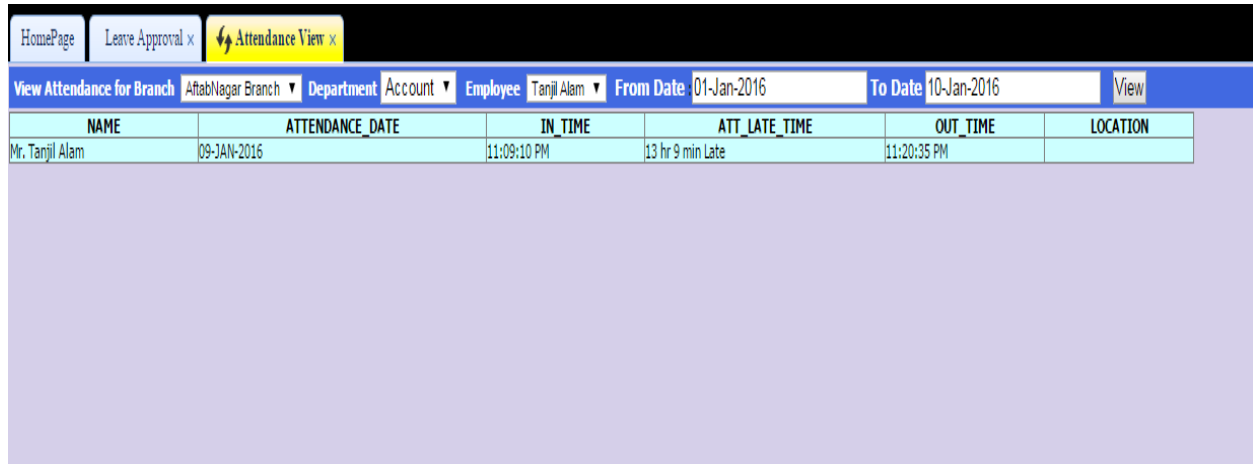 HomePage Leave Approval × Attendance View ×
View Attendance for Branch AftabNagar Branch Department Account Employee Tanjil Alam From Date : 01-Jan-2016 To Date 10-Jan-2016 View
NAME ATTENDANCE_DATE IN_TIME ATT_LATE_TIME OUT_TIME LOCATION
Mr. Tanjil Alam 09-JAN-2016 11:09:10 PM 13 hr 9 min Late 11:20:35 PM